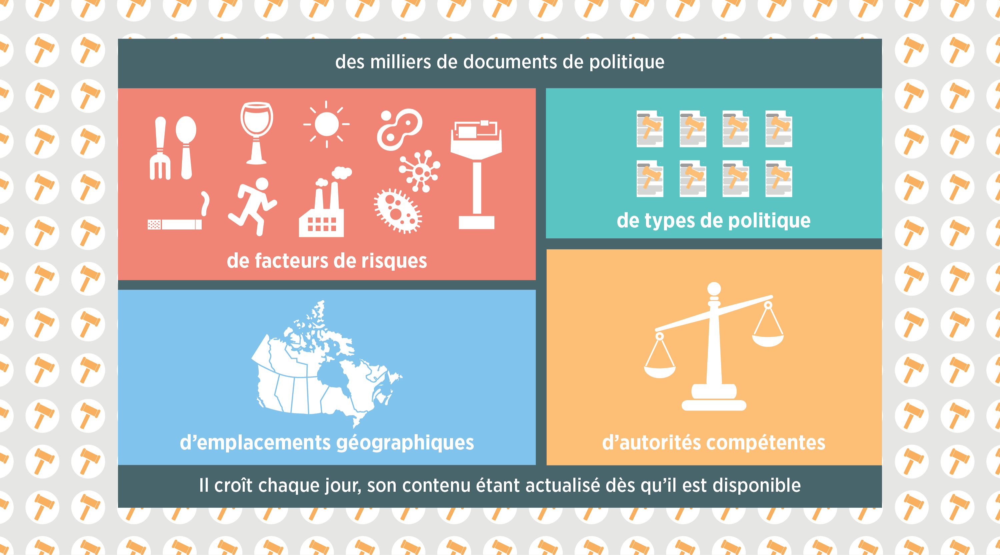 des milliers de documents de politique
de facteurs de risques
de types de politique
d’emplacements géographiques
d’autorités compétentes
Il croît chaque jour, son contenu étant actualisé dès qu’il est disponible